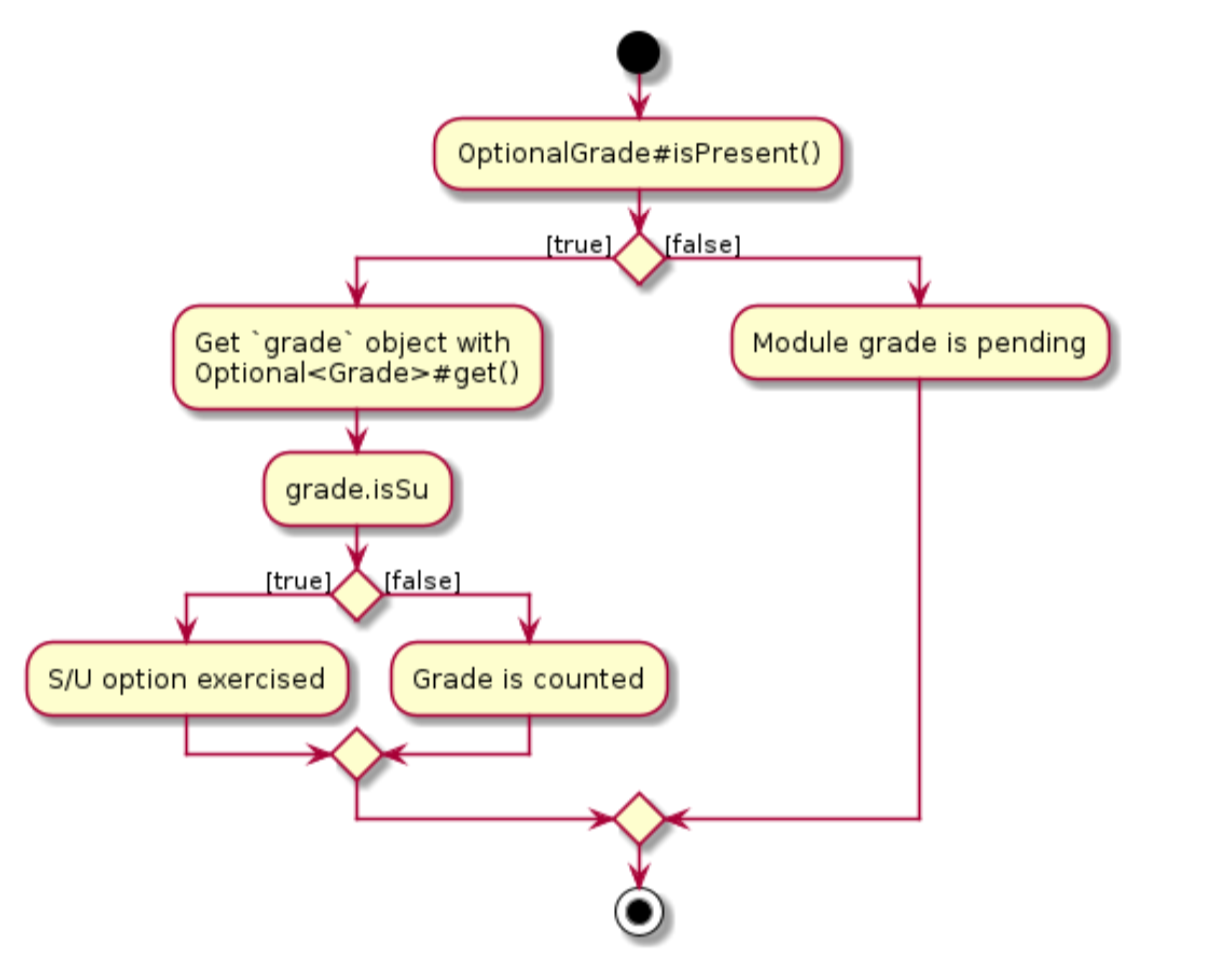 OptionalGrade#isPresent()
[true]
[false]
Get `grade` object with
Optional<Grade>#get()
Module grade is pending
grade.isSu
[true]
[false]
S/U option exercised
Grade is counted